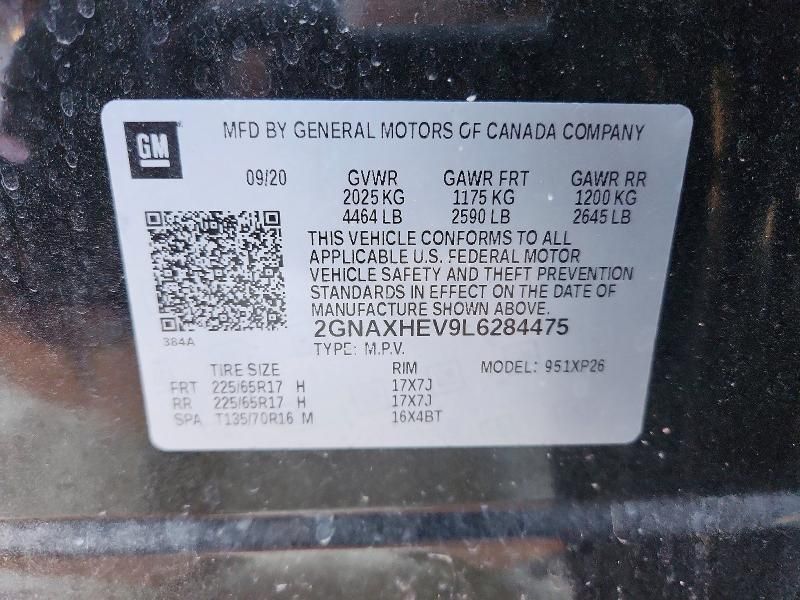 GM
MFD BY GENERAL MOTORS OF CANADA COMPANY
09/20 GVWR GAWR FRT GAWR RR
2025 KG 1175 KG 1200 KG
4464 LB 2590 LB 2645 LB
THIS VEHICLE CONFORMS TO ALL
APPLICABLE U.S. FEDERAL MOTOR
VEHICLE SAFETY AND THEFT PREVENTION
STANDARDS IN EFFECT ON THE DATE OF
MANUFACTURE SHOWN ABOVE.
2GNAXHEV9L6284475
384A
TYPE: M.P.V.
TIRE SIZE RIM MODEL: 951XP26
FRT 225/65R17 H 17X7J
RR 225/65R17 H 17X7J
SPA T135/70R16 M 16X4BT